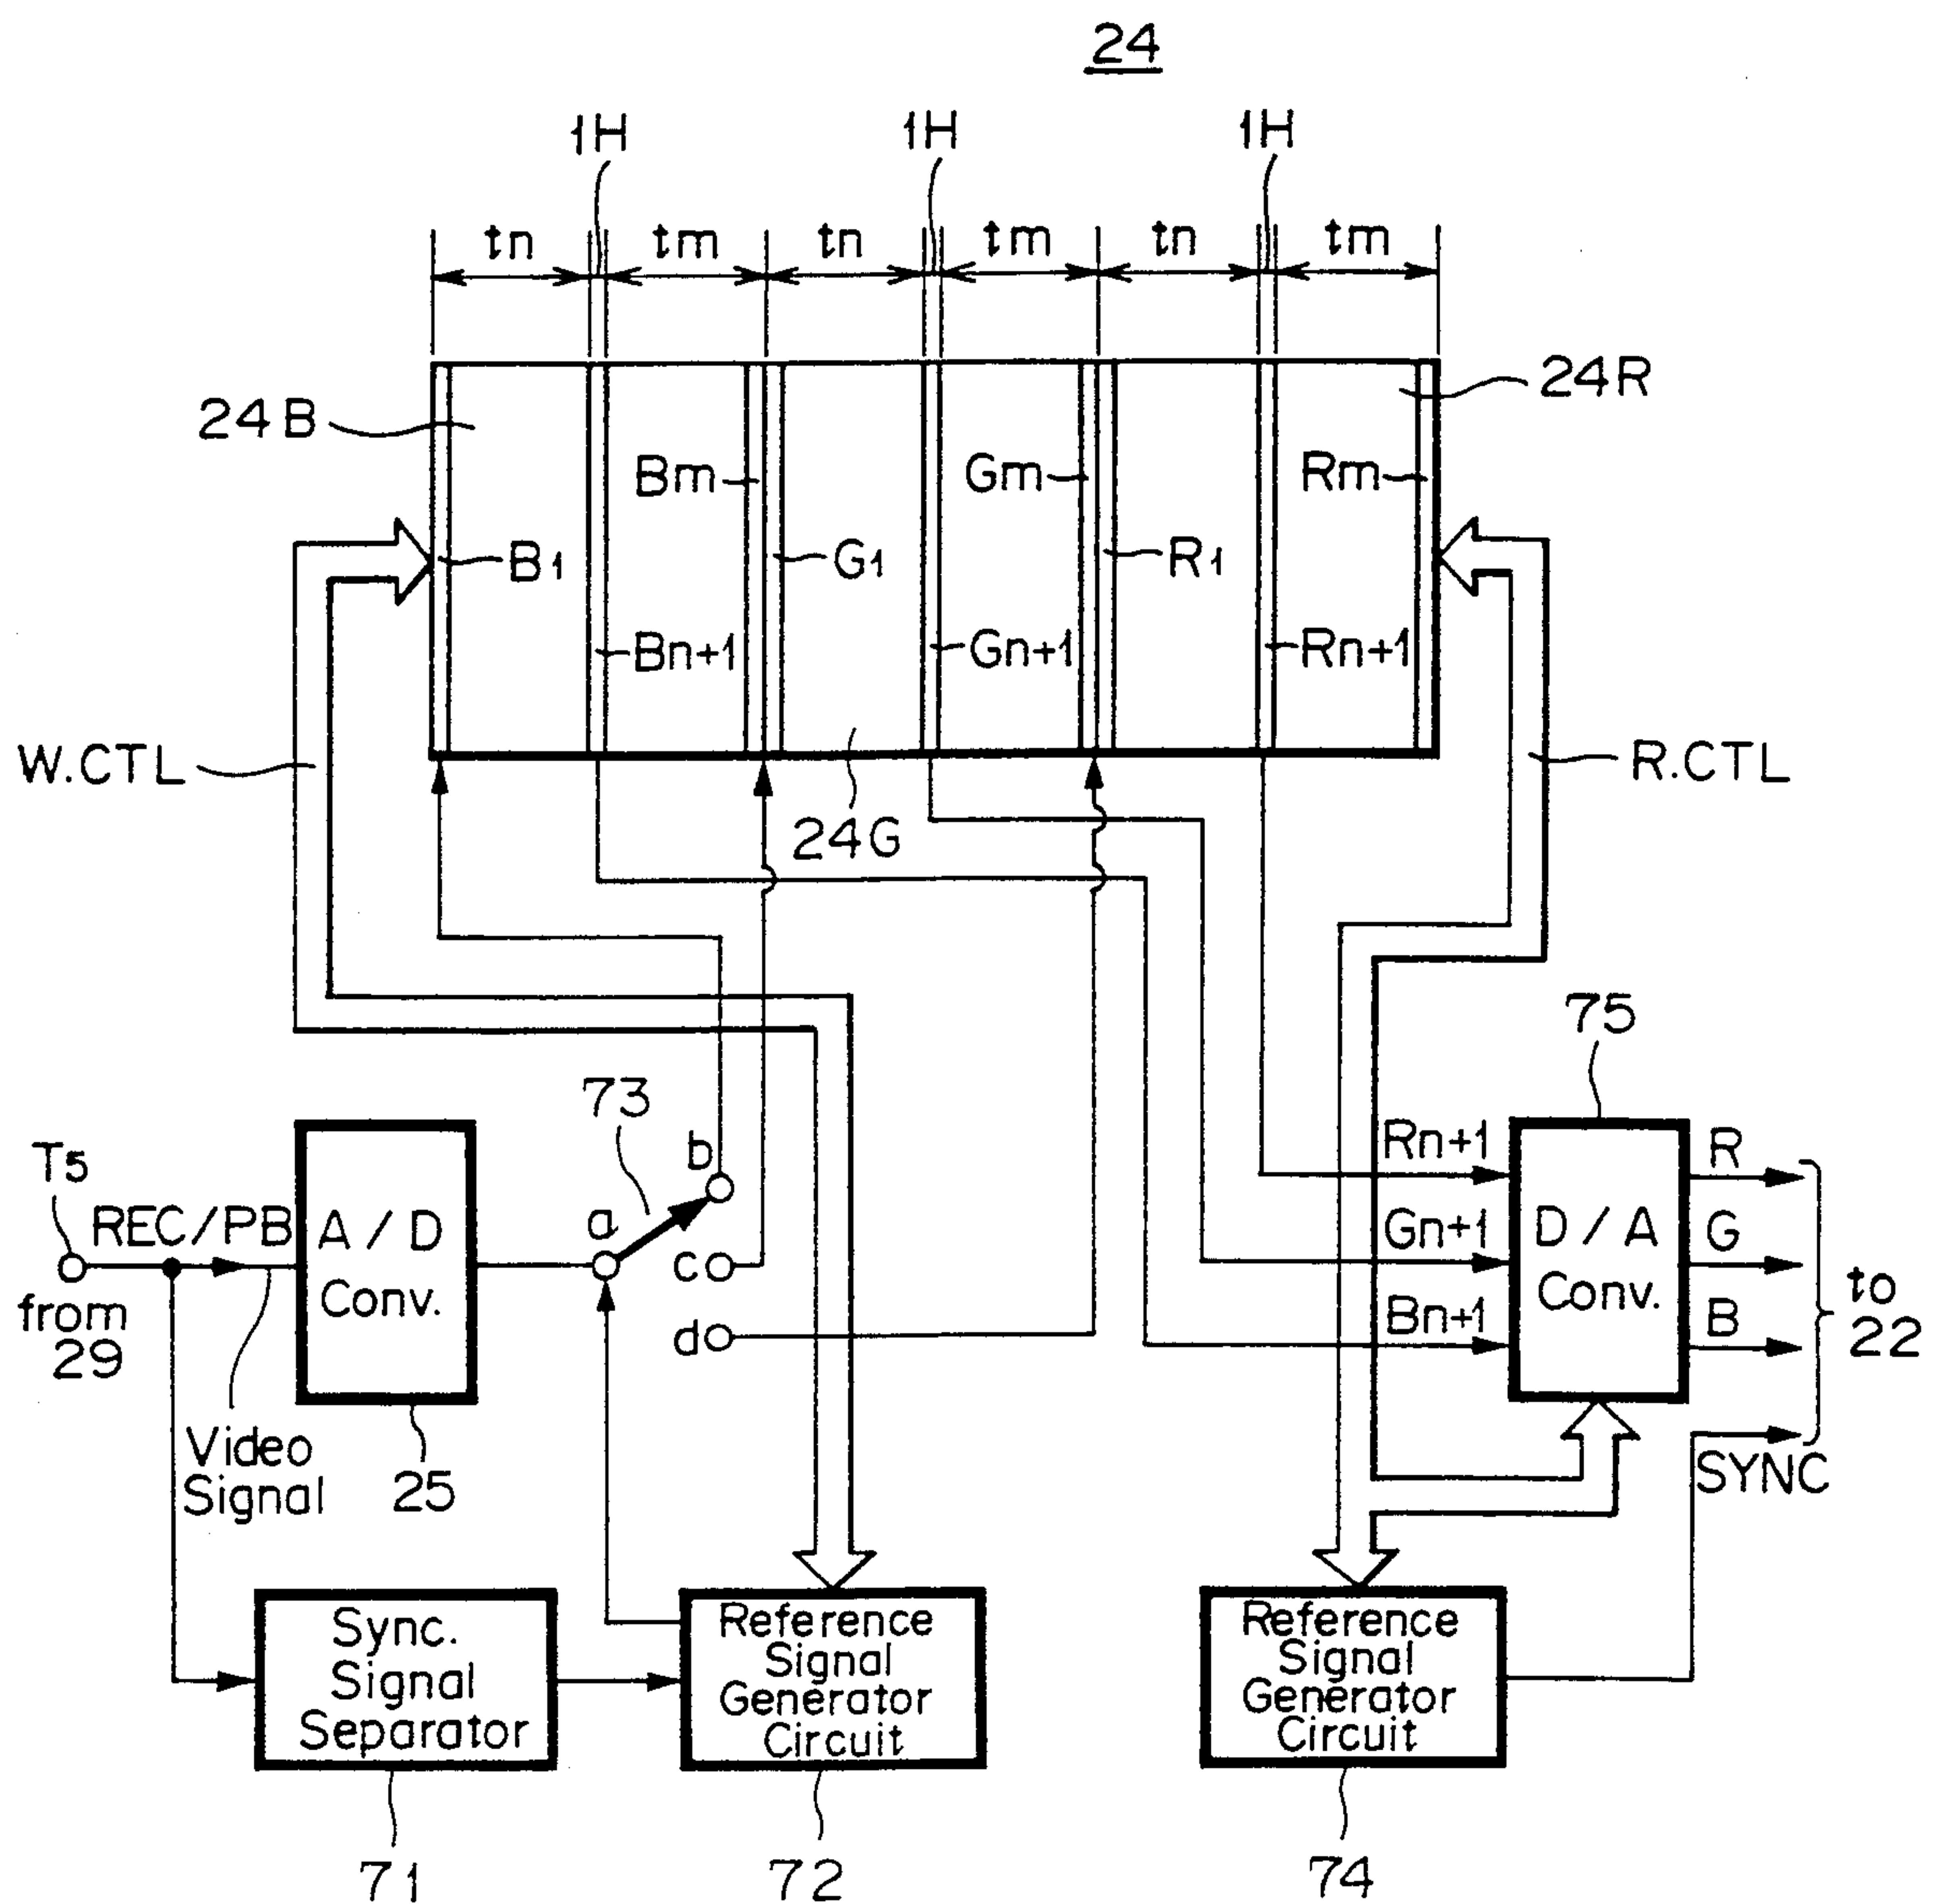 24
1H 1H 1H
tn tm tn tm tn tm
24B
24R
Bm
Gm
Rm
B1
G1
R1
Bn+1
Gn+1
Rn+1
W.CTL
R.CTL
24G
75
73
T5
REC/PB
from
29
A/D
Conv.
a
b
c
d
Rn+1
Gn+1
Bn+1
D/A
Conv.
R
G
B
to
22
Video
Signal
25
SYNC
Sync.
Signal
Separator
Reference
Signal
Generator
Circuit
Reference
Signal
Generator
Circuit
71
72
74